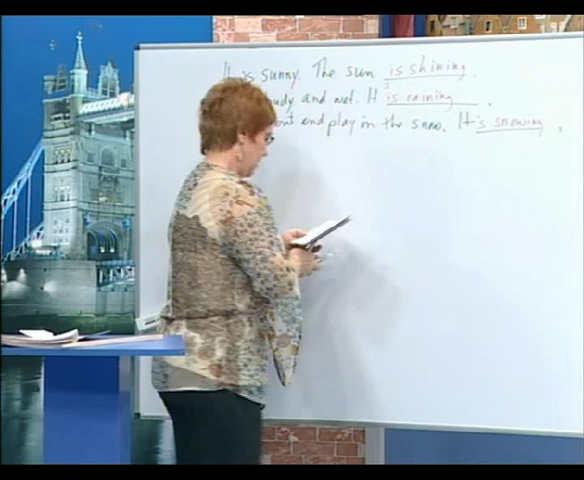 It is sunny. The sun is shining.
and wet. It is raining.
and play in the snow. It's snowing.